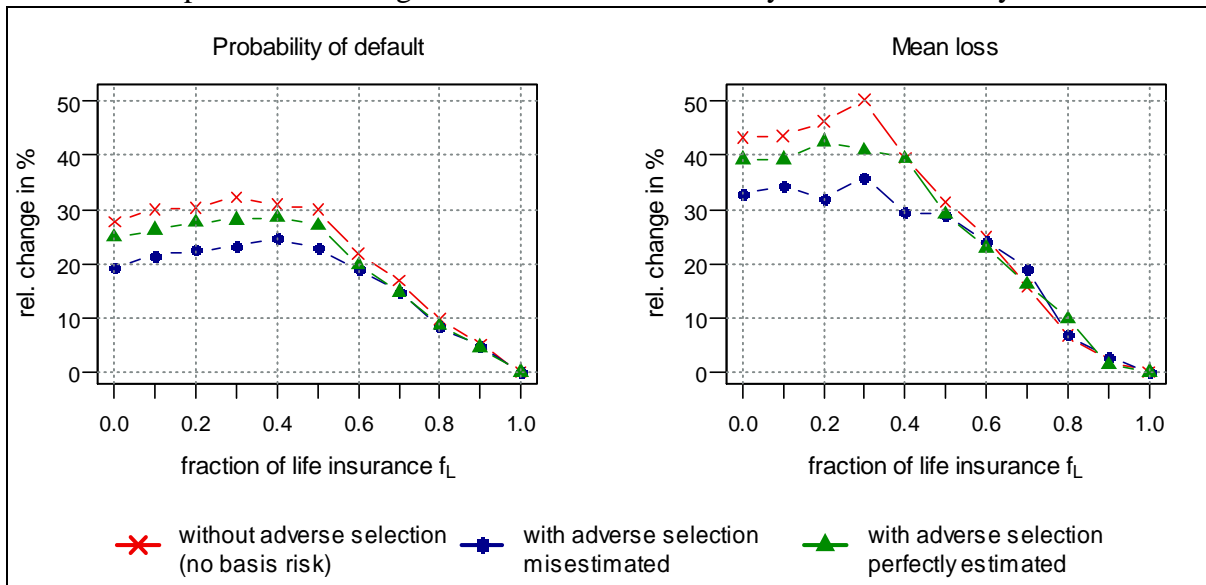 Probability of default
Mean loss
rel. change in %
50
40
30
20
10
0
0.0 0.2 0.4 0.6 0.8 1.0
fraction of life insurance fL
rel. change in %
50
40
30
20
10
0
0.0 0.2 0.4 0.6 0.8 1.0
fraction of life insurance fL
without adverse selection
(no basis risk)
with adverse selection
misestimated
with adverse selection
perfectly estimated